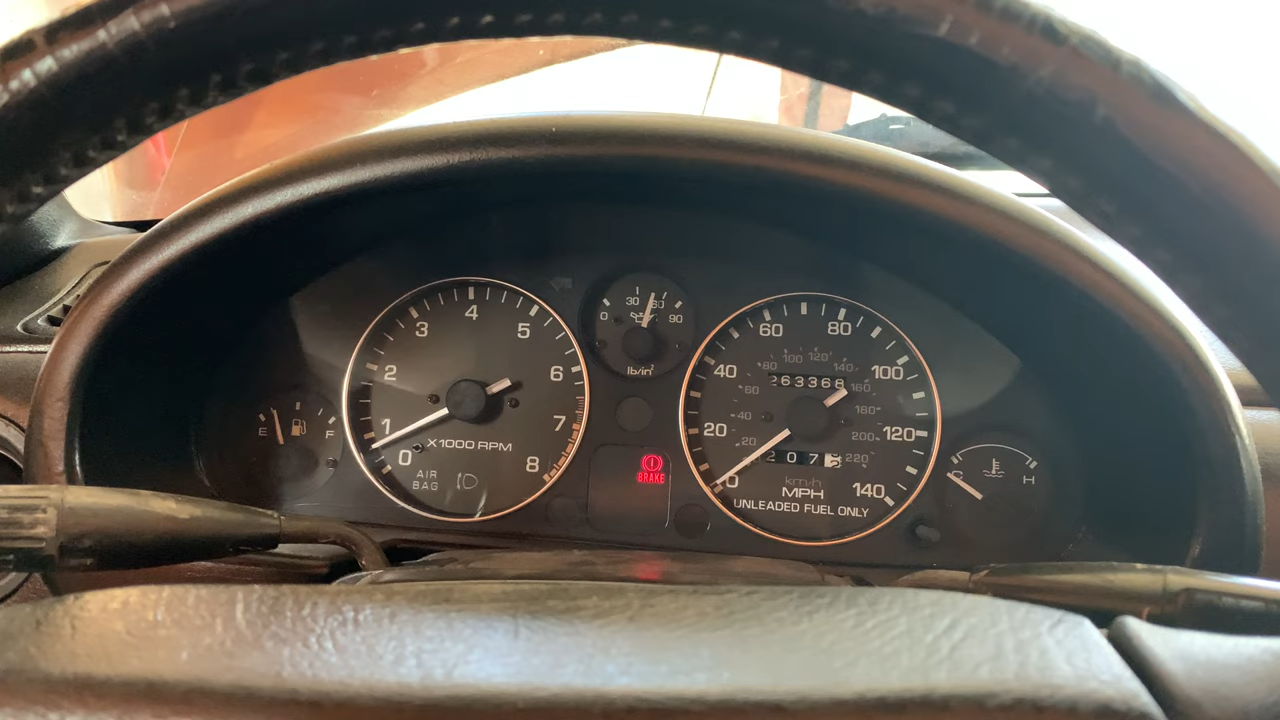 E F
0 1 2 3 4 5 6 7 8
X1000 RPM
AIR
BAG
0 30 60 90
lb/in²
BRAKE
0 20 40 60 80 100 120 140
20 40 60 80 100 120 140 160 180 200 220
263368
207
km/h
MPH
UNLEADED FUEL ONLY
C H